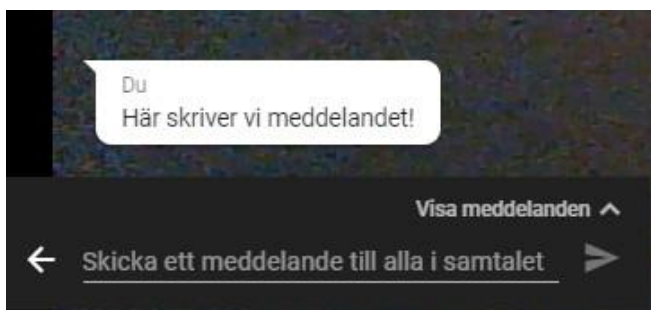 Du
Här skriver vi meddelandet!
Visa meddelanden
Skicka ett meddelande till alla i samtalet